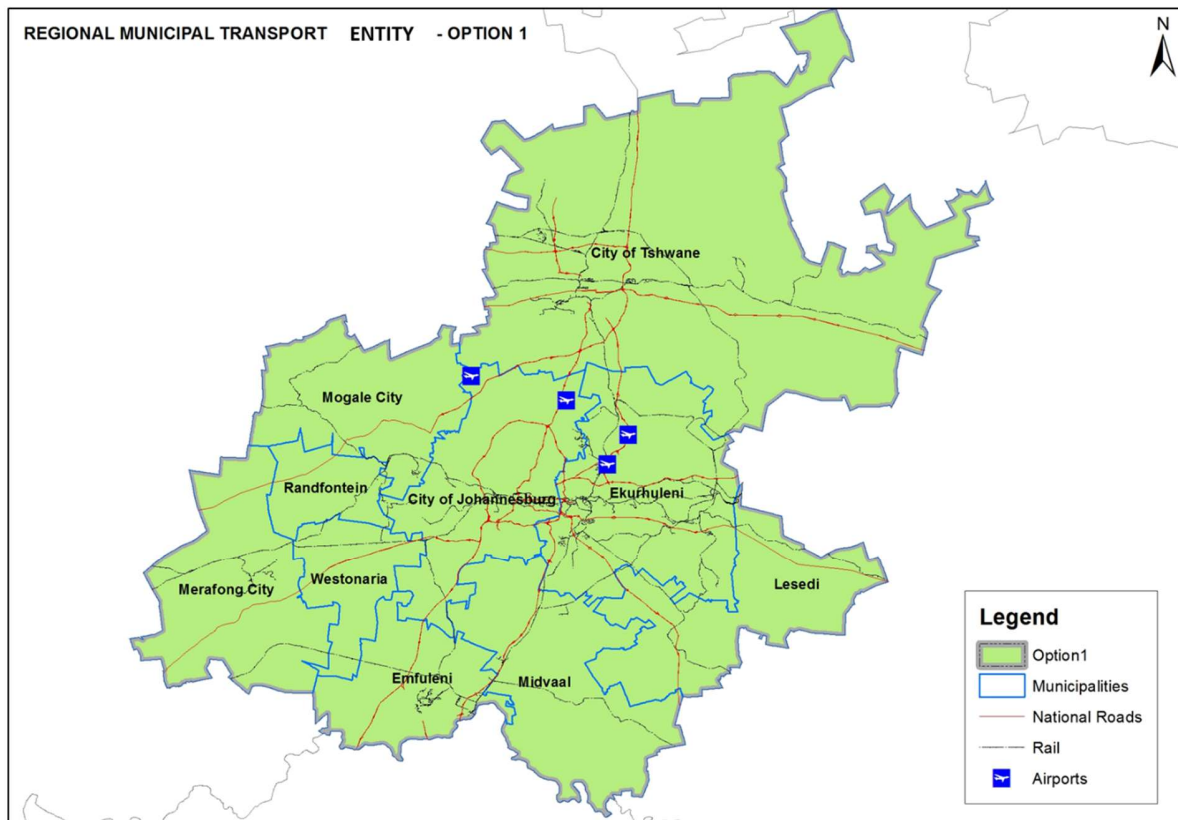 REGIONAL MUNICIPAL TRANSPORT ENTITY - OPTION 1
N
City of Tshwane
Mogale City
Randfontein
City of Johannesburg
Ekurhuleni
Merafong City
Westonaria
Lesedi
Emfuleni
Midvaal
Legend
Option1
Municipalities
National Roads
Rail
Airports